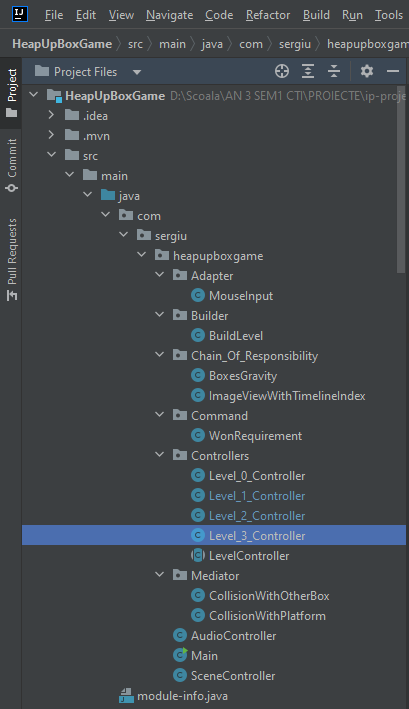 File Edit View Navigate Code Refactor Build Run Tools
HeapUpBoxGame src main java com sergiu heapupboxgam
Project Files
Project
Commit
Pull Requests
HeapUpBoxGame D:\Scoala\AN 3 SEM1 CTI\PROIECTE\ip-proje
.idea
.mvn
src
main
java
com
sergiu
heapupboxgame
Adapter
MouseInput
Builder
BuildLevel
Chain_Of_Responsibility
BoxesGravity
ImageViewWithTimelineIndex
Command
WonRequirement
Controllers
Level_0_Controller
Level_1_Controller
Level_2_Controller
Level_3_Controller
LevelController
Mediator
CollisionWithOtherBox
CollisionWithPlatform
AudioController
Main
SceneController
module-info.java